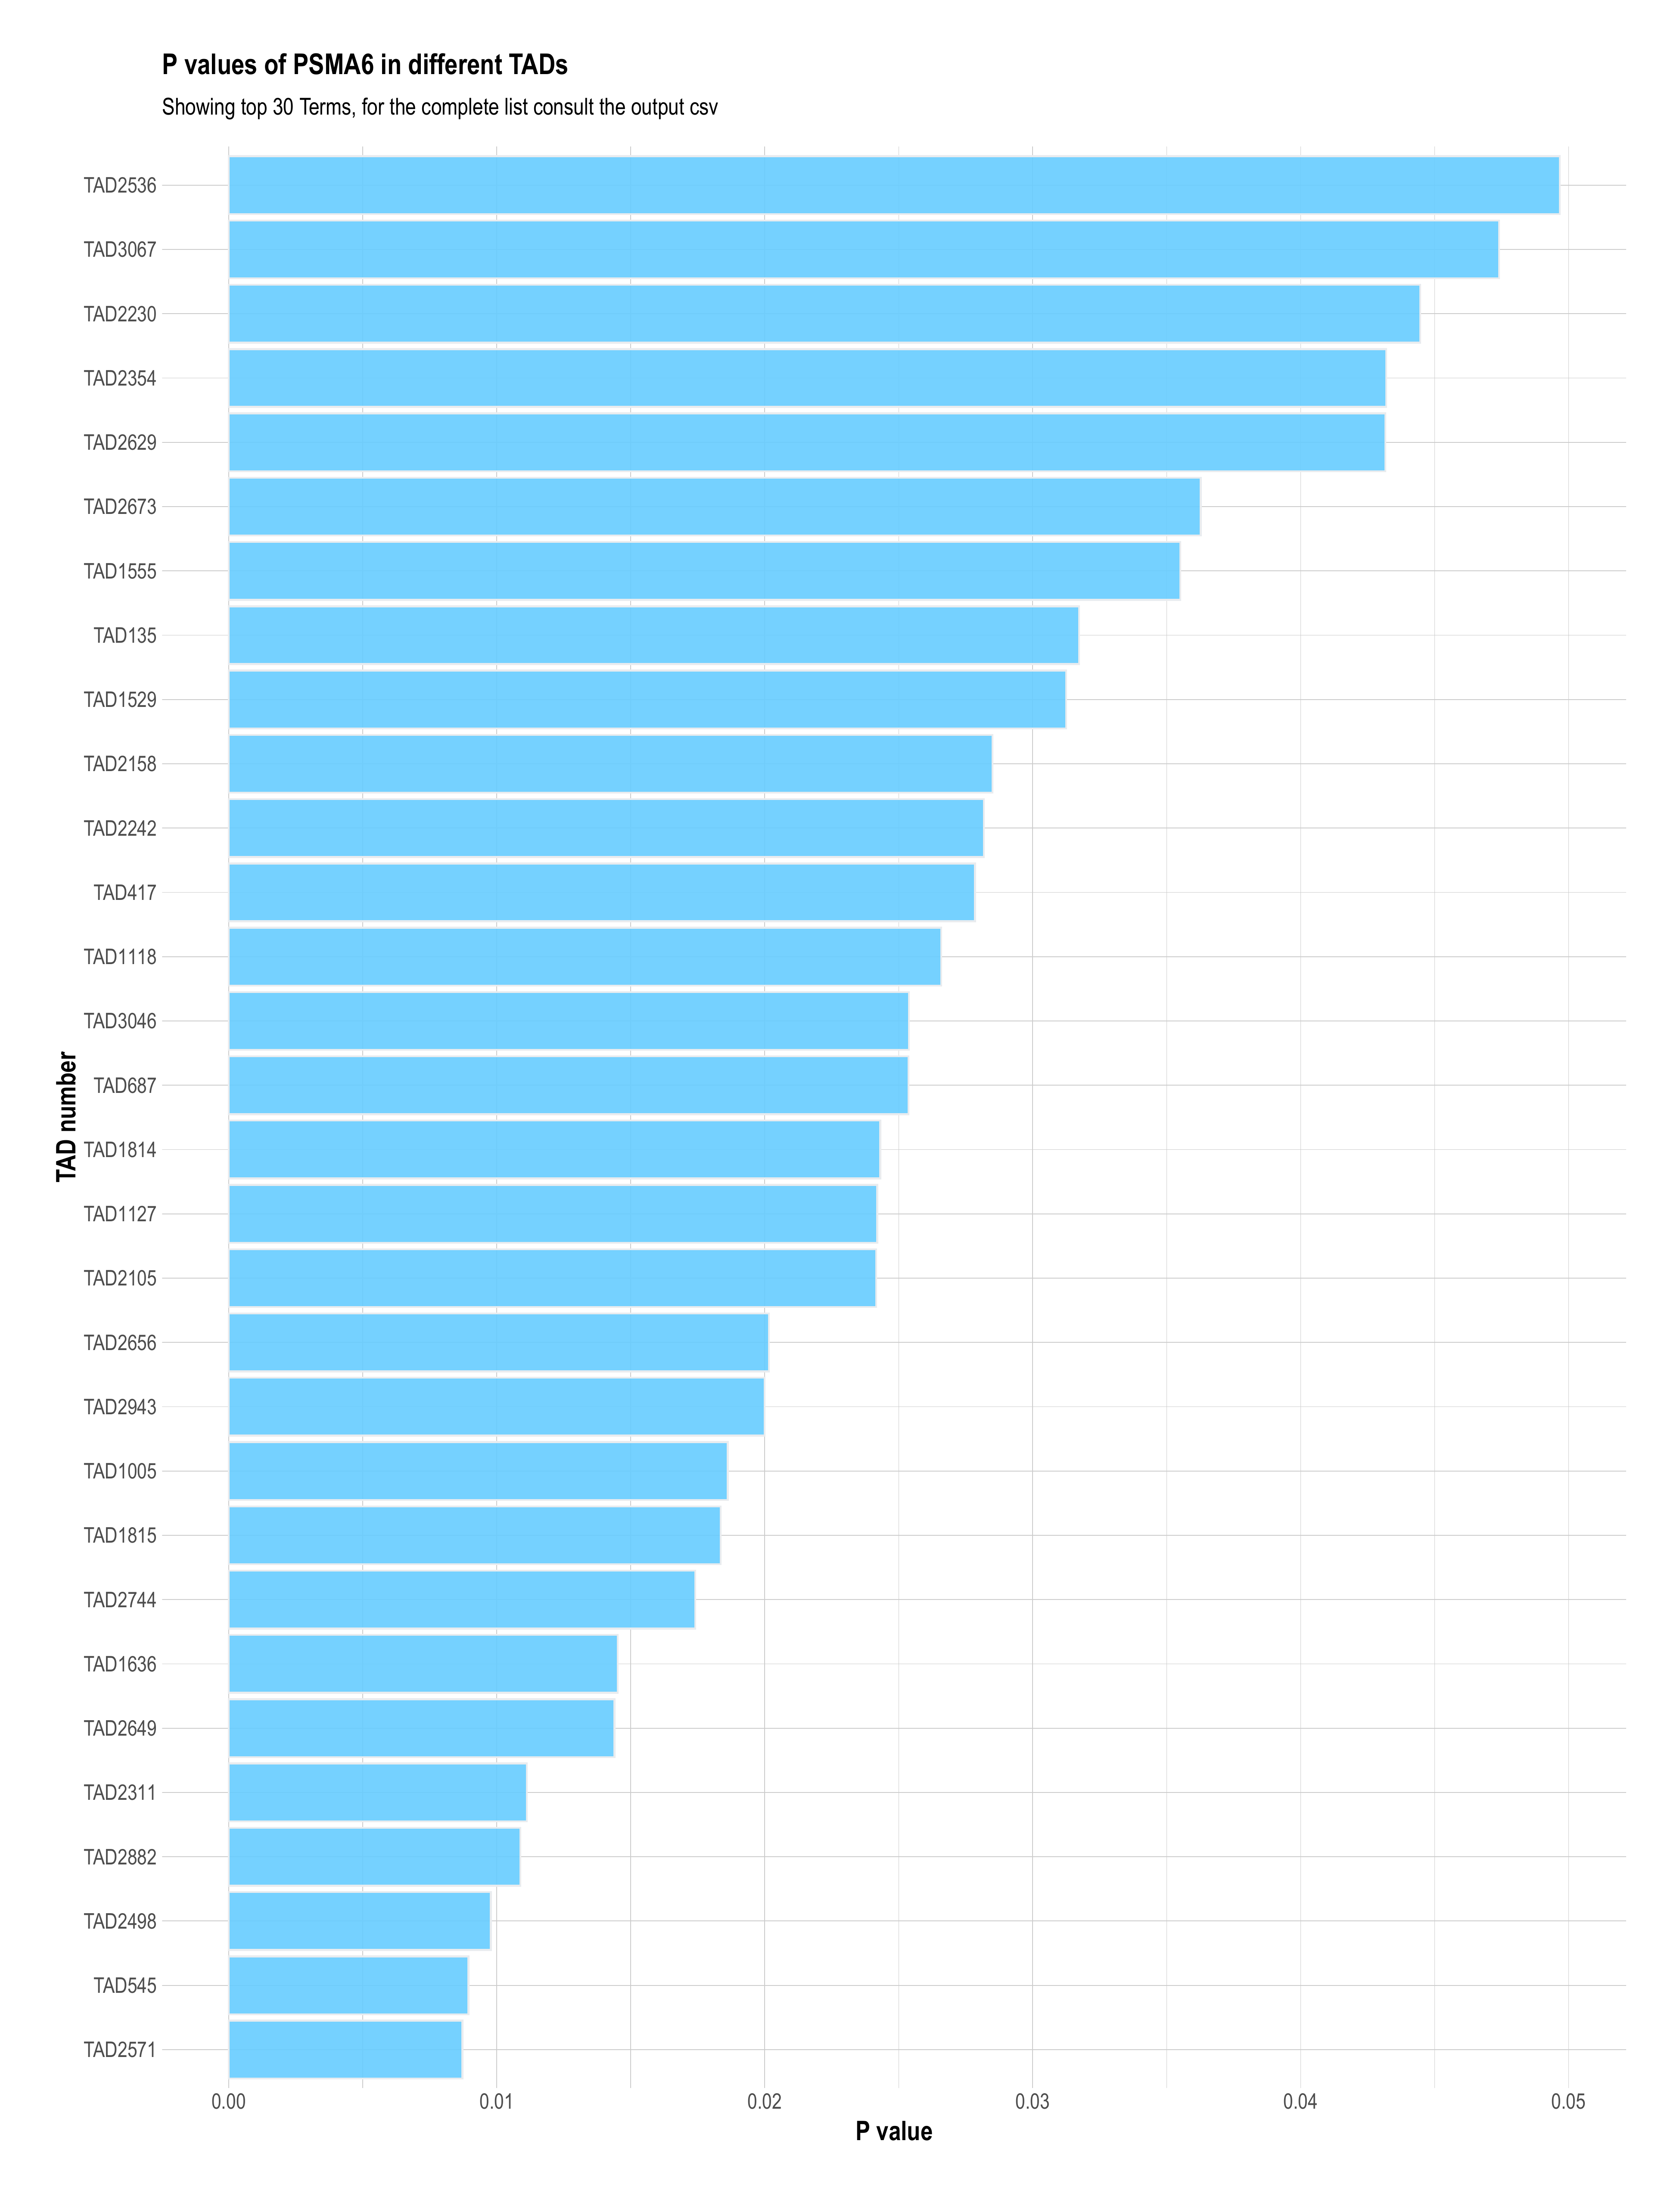 P values of PSMA6 in different TADs
Showing top 30 Terms, for the complete list consult the output csv
TAD2536
TAD3067
TAD2230
TAD2354
TAD2629
TAD2673
TAD1555
TAD135
TAD1529
TAD2158
TAD2242
TAD417
TAD1118
TAD3046
TAD687
TAD1814
TAD1127
TAD2105
TAD2656
TAD2943
TAD1005
TAD1815
TAD2744
TAD1636
TAD2649
TAD2311
TAD2882
TAD2498
TAD545
TAD2571
TAD number
0.00 0.01 0.02 0.03 0.04 0.05
P value